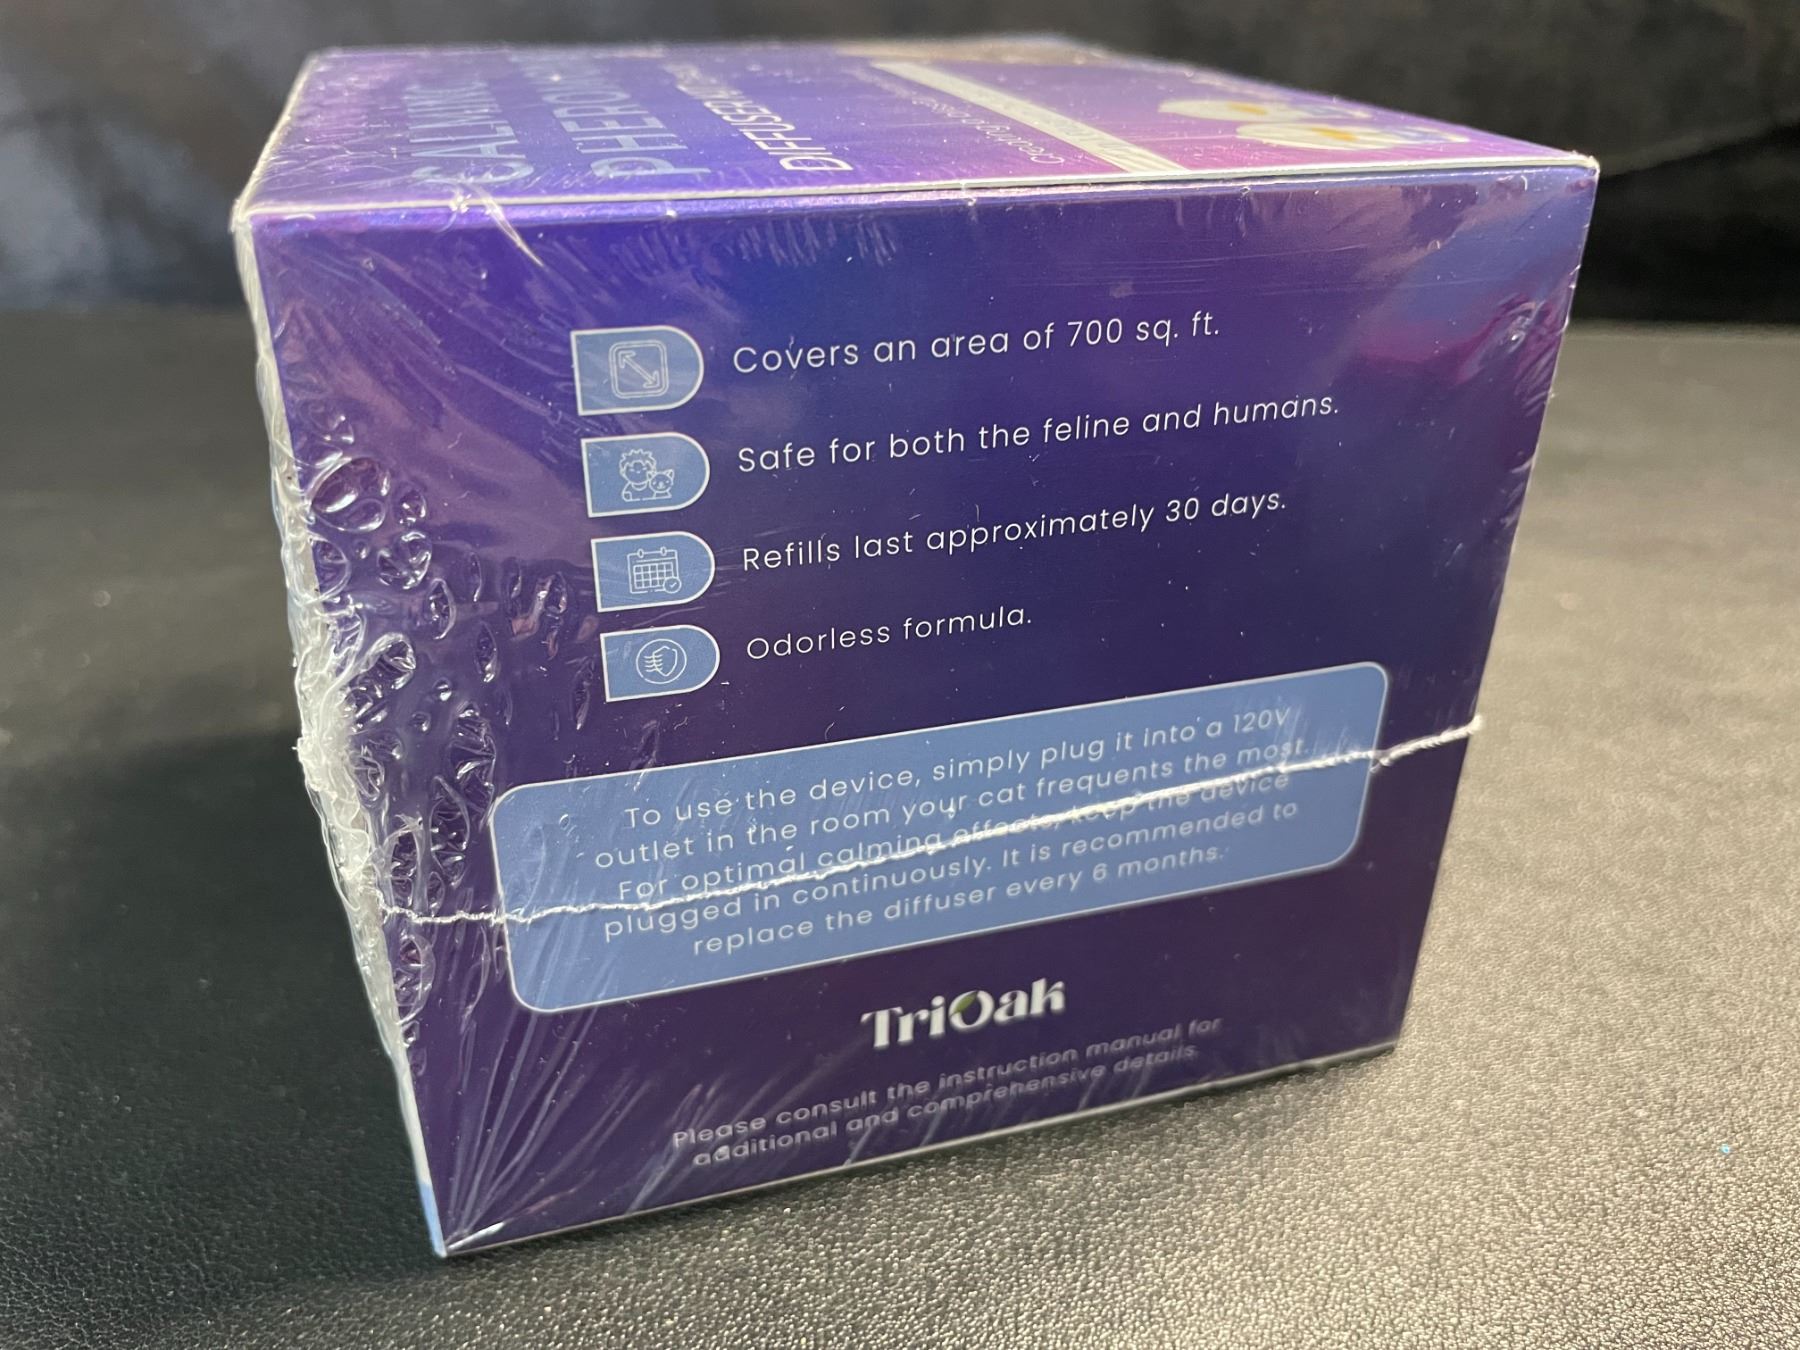 CALMING
DIFFUSER
Creating a
Covers an area of 700 sq. ft.
Safe for both the feline and humans.
Refills last approximately 30 days.
Odorless formula.
To use the device, simply plug it into a 120V
outlet in the room your cat frequents the most.
For optimal calming effects, keep the device
plugged in continuously. It is recommended to
replace the diffuser every 6 months.
TriOak
Please consult the instruction manual for
additional and comprehensive details.